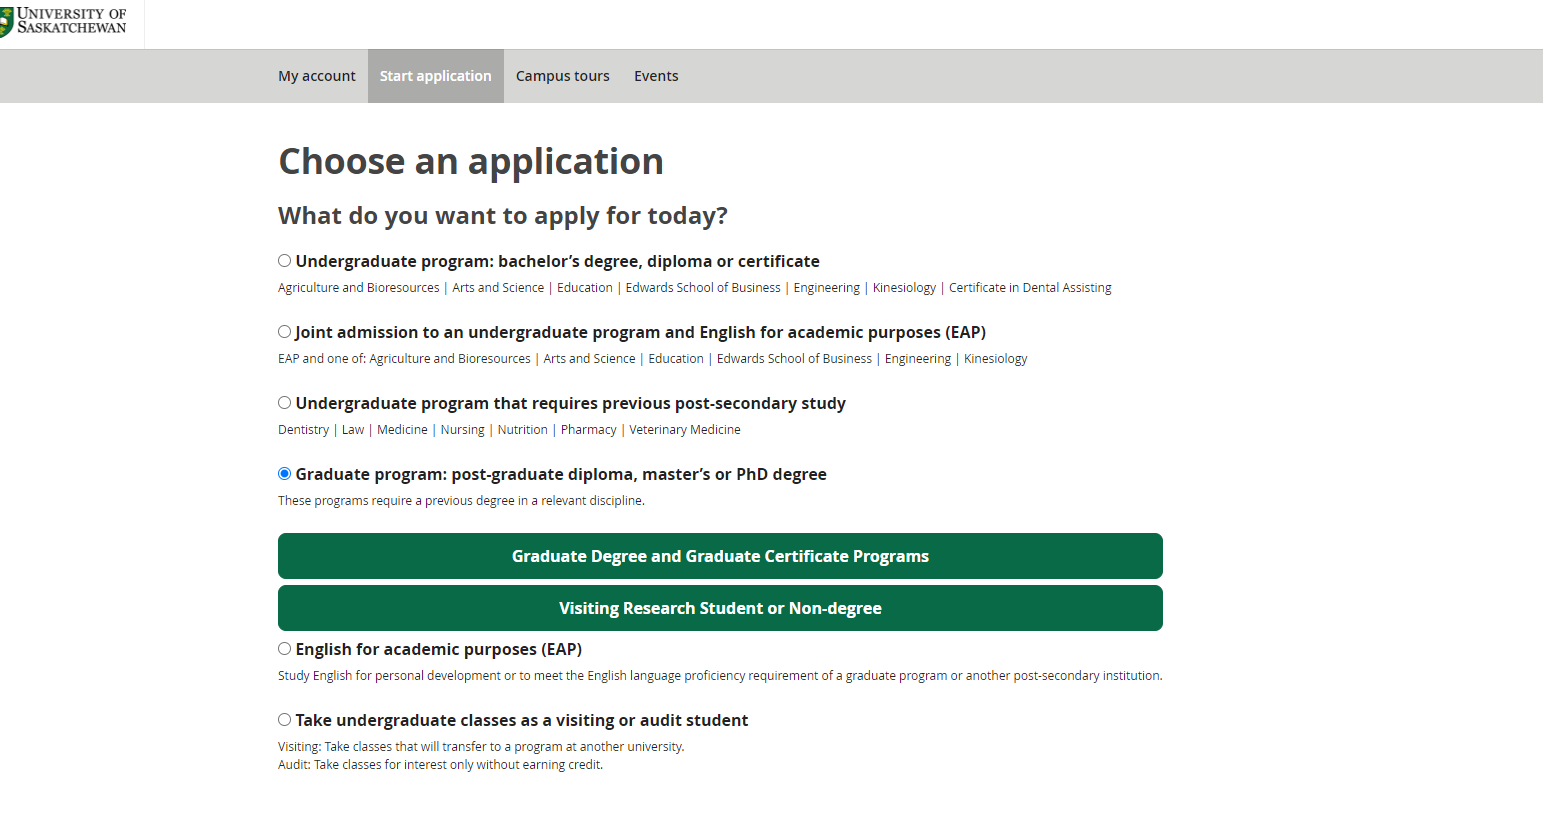 UNIVERSITY OF
SASKATCHEWAN
My account Start application Campus tours Events
Choose an application
What do you want to apply for today?
Undergraduate program: bachelor’s degree, diploma or certificate
Agriculture and Bioresources | Arts and Science | Education | Edwards School of Business | Engineering | Kinesiology | Certificate in Dental Assisting
Joint admission to an undergraduate program and English for academic purposes (EAP)
EAP and one of: Agriculture and Bioresources | Arts and Science | Education | Edwards School of Business | Engineering | Kinesiology
Undergraduate program that requires previous post-secondary study
Dentistry | Law | Medicine | Nursing | Nutrition | Pharmacy | Veterinary Medicine
Graduate program: post-graduate diploma, master’s or PhD degree
These programs require a previous degree in a relevant discipline.
Graduate Degree and Graduate Certificate Programs
Visiting Research Student or Non-degree
English for academic purposes (EAP)
Study English for personal development or to meet the English language proficiency requirement of a graduate program or another post-secondary institution.
Take undergraduate classes as a visiting or audit student
Visiting: Take classes that will transfer to a program at another university.
Audit: Take classes for interest only without earning credit.